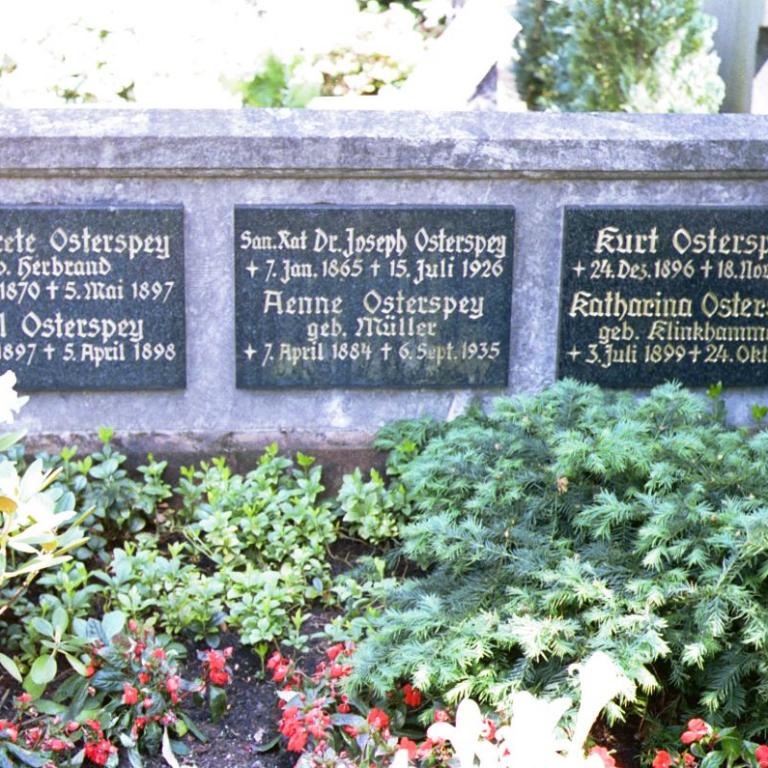 Osterspey
Herbrand
1870 † 5. Mai 1897
Osterspey
1897 † 5. April 1898
San. Rat Dr. Joseph Osterspey
+ 7. Jan. 1865 † 15. Juli 1926
Aenne Osterspey
geb. Müller
+ 7. April 1884 † 6. Sept. 1935
Kurt Ostersp
+ 24. Dez. 1896 † 18. Nov
Katharina Oster
geb. Klinkhamm
+ 3. Juli 1899 † 24. Okt